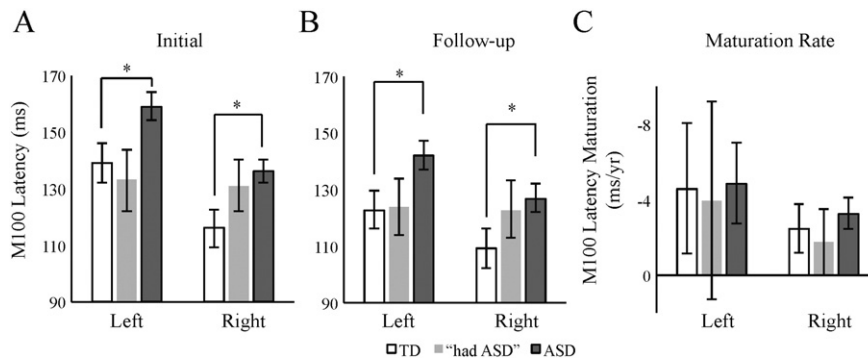 A
Initial
M100 Latency (ms)
170
150
130
110
90
*
*
Left
Right
B
Follow-up
170
150
130
110
90
*
*
Left
Right
C
Maturation Rate
M100 Latency Maturation
(ms/yr)
-8
-4
0
Left
Right
TD "had ASD" ASD